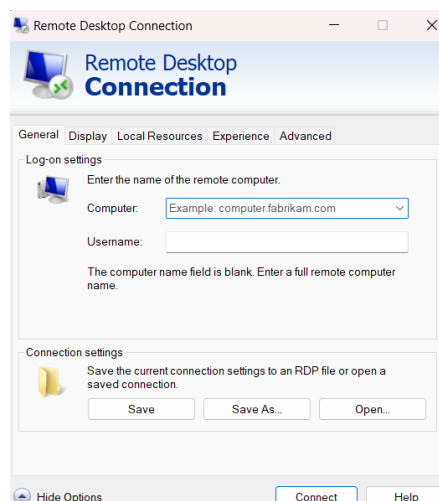 Remote Desktop Connection
Remote Desktop
Connection
General Display Local Resources Experience Advanced
Log-on settings
Enter the name of the remote computer.
Computer: Example: computer.fabrikam.com
Username:
The computer name field is blank. Enter a full remote computer
name.
Connection settings
Save the current connection settings to an RDP file or open a
saved connection.
Save Save As... Open...
Hide Options Connect Help